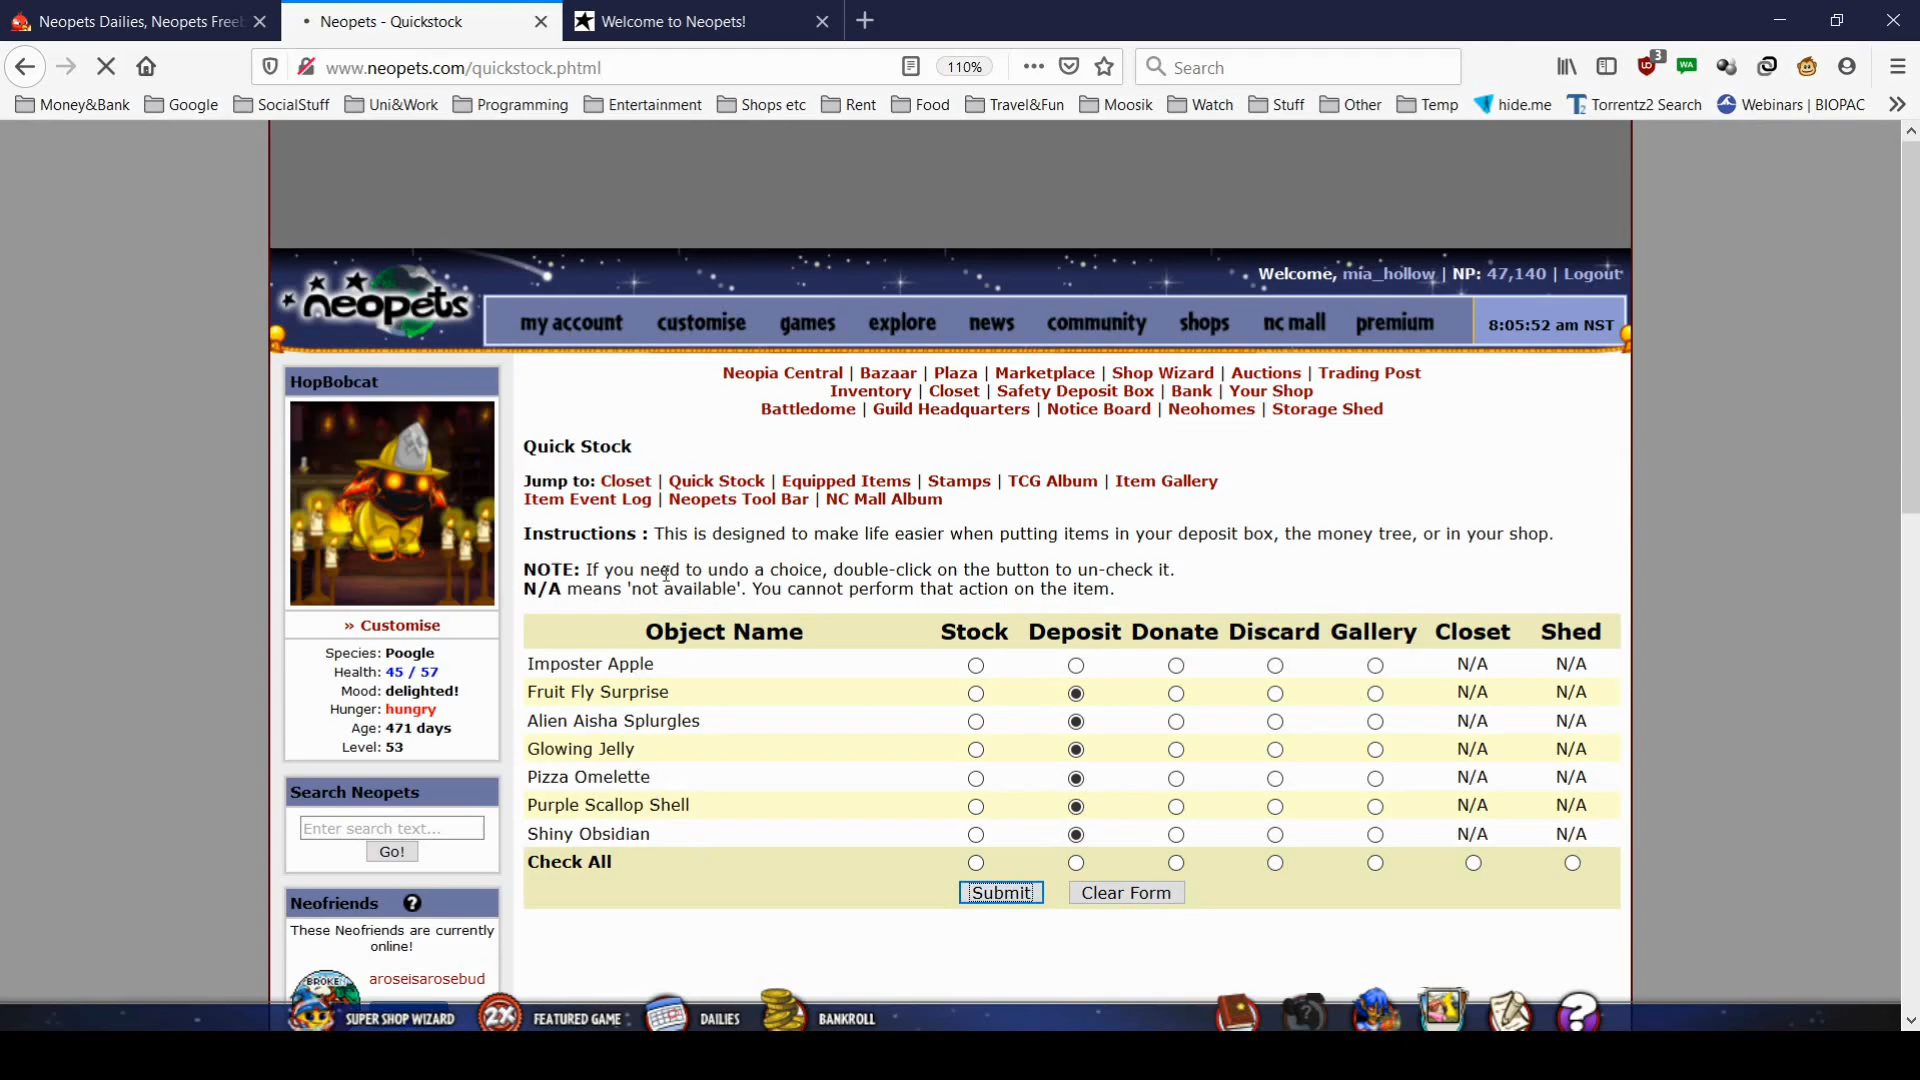 Neopets Dailies, Neopets Free
Neopets - Quickstock
Welcome to Neopets!
www.neopets.com/quickstock.phtml
110%
Search
3
Money&Bank
Google
SocialStuff
Uni&Work
Programming
Entertainment
Shops etc
Rent
Food
Travel&Fun
Moosik
Watch
Stuff
Other
Temp
hide.me
Torrentz2 Search
Webinars | BIOPAC
neopets
Welcome, mia_hollow | NP: 47,140 | Logout
my account
customise
games
explore
news
community
shops
nc mall
premium
8:05:52 am NST
HopBobcat
» Customise
Species: Poogle
Health: 45 / 57
Mood: delighted!
Hunger: hungry
Age: 471 days
Level: 53
Search Neopets
Enter search text...
Go!
Neofriends ?
These Neofriends are currently
online!
BROKEN
aroseisarosebud
Neopia Central | Bazaar | Plaza | Marketplace | Shop Wizard | Auctions | Trading Post
Inventory | Closet | Safety Deposit Box | Bank | Your Shop
Battledome | Guild Headquarters | Notice Board | Neohomes | Storage Shed
Quick Stock
Jump to: Closet | Quick Stock | Equipped Items | Stamps | TCG Album | Item Gallery
Item Event Log | Neopets Tool Bar | NC Mall Album
Instructions : This is designed to make life easier when putting items in your deposit box, the money tree, or in your shop.
NOTE: If you need to undo a choice, double-click on the button to un-check it.
N/A means 'not available'. You cannot perform that action on the item.
Object Name Stock Deposit Donate Discard Gallery Closet Shed
Imposter Apple N/A N/A
Fruit Fly Surprise N/A N/A
Alien Aisha Splurgles N/A N/A
Glowing Jelly N/A N/A
Pizza Omelette N/A N/A
Purple Scallop Shell N/A N/A
Shiny Obsidian N/A N/A
Check All
Submit
Clear Form
SUPER SHOP WIZARD
2X
FEATURED GAME
DAILIES
BANKROLL
?